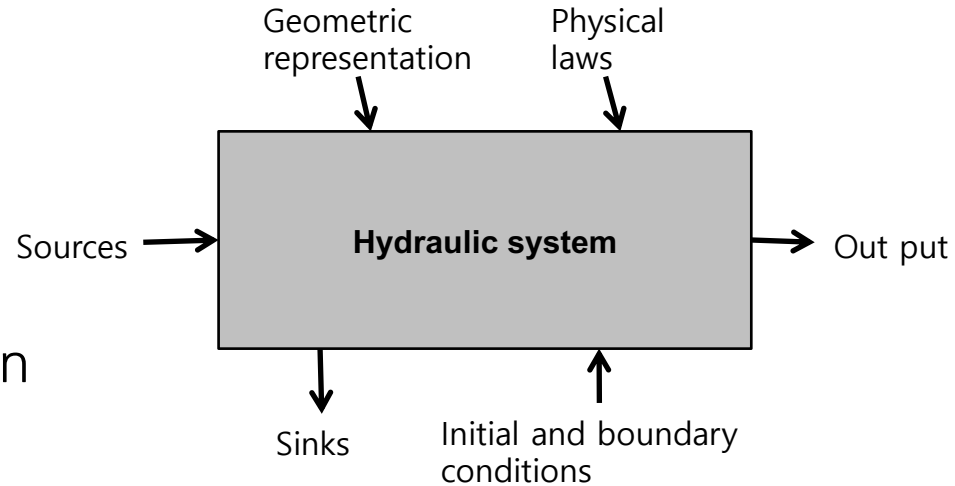 Geometric
representation
Physical
laws
Sources
Hydraulic system
Out put
n
Sinks
Initial and boundary
conditions